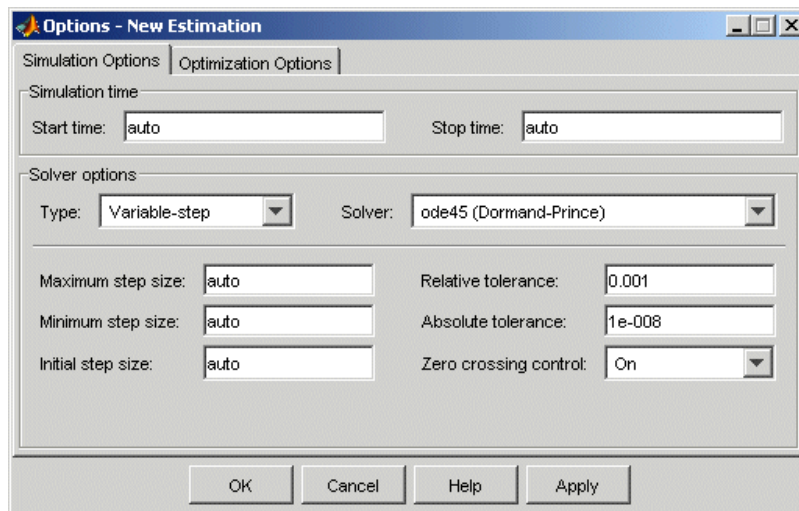 Options - New Estimation
Simulation Options Optimization Options
Simulation time
Start time: auto Stop time: auto
Solver options
Type: Variable-step Solver: ode45 (Dormand-Prince)
Maximum step size: auto Relative tolerance: 0.001
Minimum step size: auto Absolute tolerance: 1e-008
Initial step size: auto Zero crossing control: On
OK Cancel Help Apply